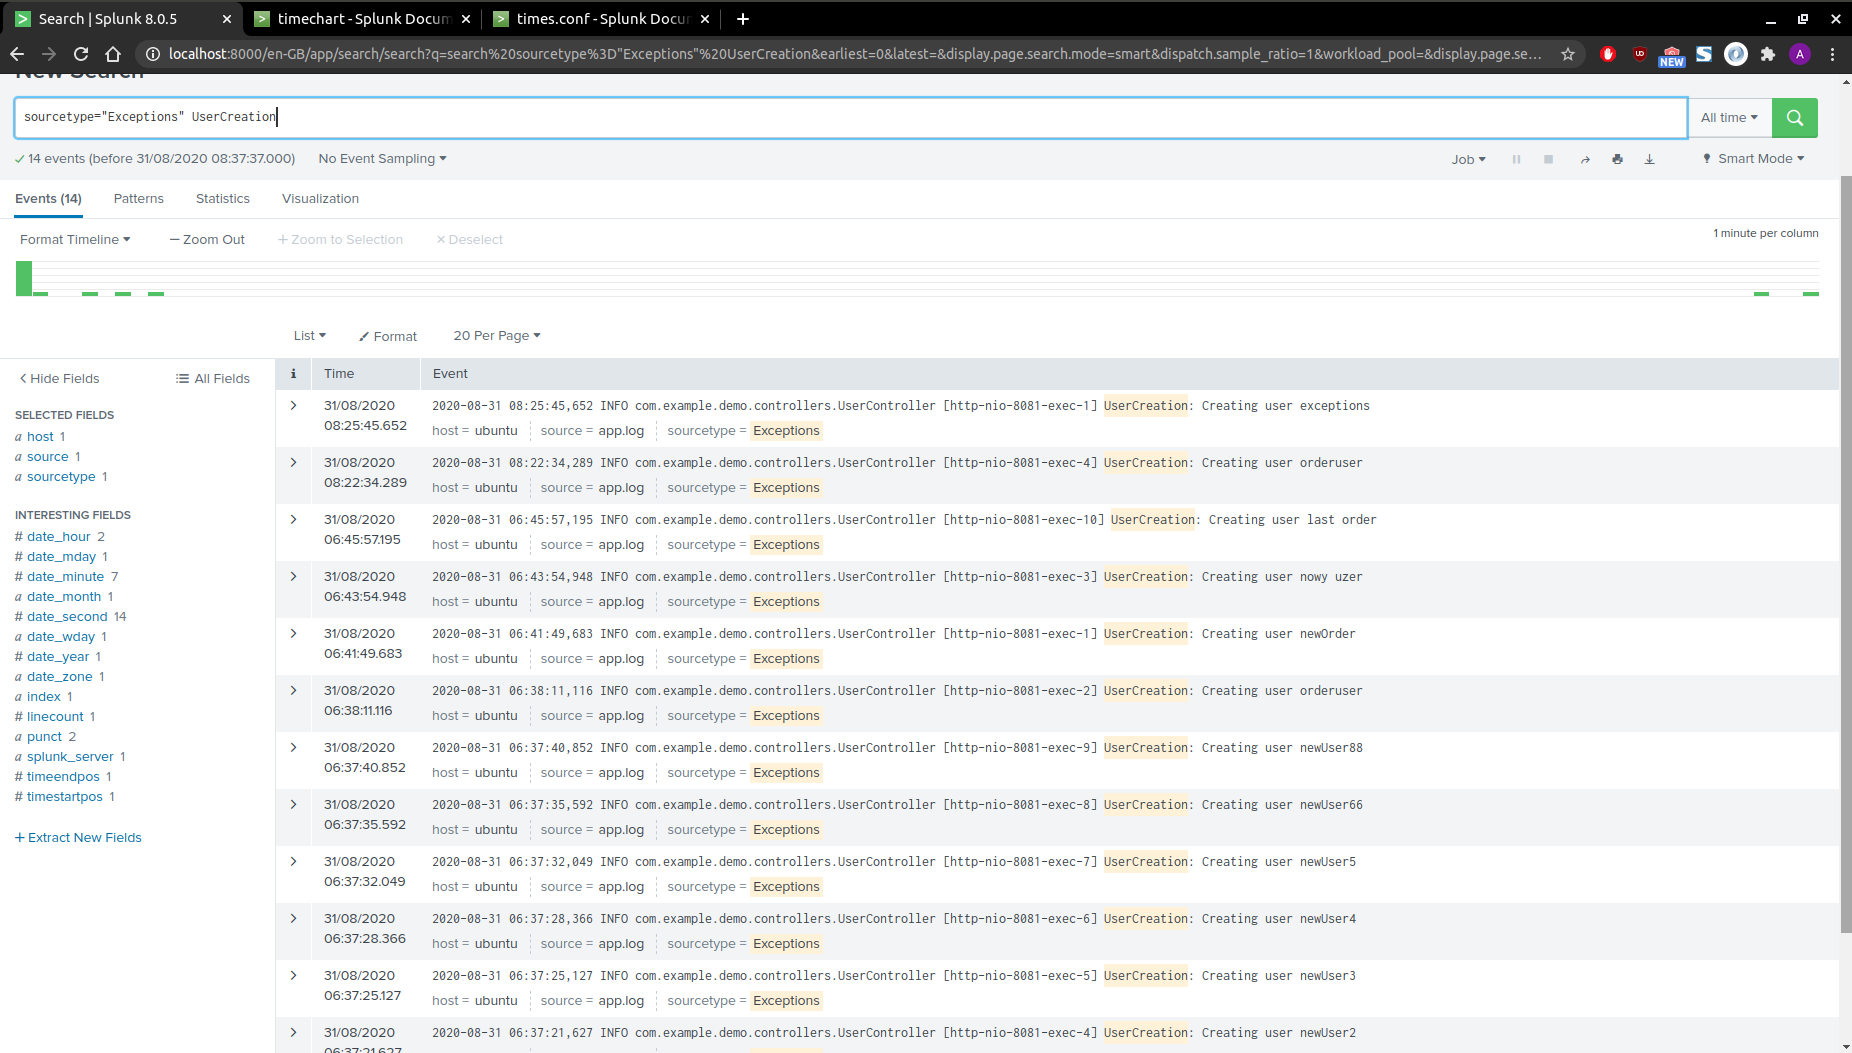 Search | Splunk 8.0.5
timechart - Splunk Docum
times.conf - Splunk Docu
localhost:8000/en-GB/app/search/search?q=search%20sourcetype%3D"Exceptions"%20UserCreation&earliest=0&latest=&display.page.search.mode=smart&dispatch.sample_ratio=1&workload_pool=&display.page.se...
NEW
A
New Search
sourcetype="Exceptions" UserCreation
All time
14 events (before 31/08/2020 08:37:37.000)
No Event Sampling
Job
Smart Mode
Events (14)
Patterns
Statistics
Visualization
Format Timeline
— Zoom Out
+ Zoom to Selection
× Deselect
1 minute per column
List
Format
20 Per Page
Hide Fields
All Fields
SELECTED FIELDS
a host 1
a source 1
a sourcetype 1
INTERESTING FIELDS
# date_hour 2
# date_mday 1
# date_minute 7
a date_month 1
# date_second 14
a date_wday 1
# date_year 1
a date_zone 1
a index 1
# linecount 1
a punct 2
a splunk_server 1
# timeendpos 1
# timestartpos 1
+ Extract New Fields
i Time Event
31/08/2020
08:25:45.652
2020-08-31 08:25:45,652 INFO com.example.demo.controllers.UserController [http-nio-8081-exec-1] UserCreation: Creating user exceptions
host = ubuntu source = app.log sourcetype = Exceptions
31/08/2020
08:22:34.289
2020-08-31 08:22:34,289 INFO com.example.demo.controllers.UserController [http-nio-8081-exec-4] UserCreation: Creating user orderuser
host = ubuntu source = app.log sourcetype = Exceptions
31/08/2020
06:45:57.195
2020-08-31 06:45:57,195 INFO com.example.demo.controllers.UserController [http-nio-8081-exec-10] UserCreation: Creating user last order
host = ubuntu source = app.log sourcetype = Exceptions
31/08/2020
06:43:54.948
2020-08-31 06:43:54,948 INFO com.example.demo.controllers.UserController [http-nio-8081-exec-3] UserCreation: Creating user nowy uzer
host = ubuntu source = app.log sourcetype = Exceptions
31/08/2020
06:41:49.683
2020-08-31 06:41:49,683 INFO com.example.demo.controllers.UserController [http-nio-8081-exec-1] UserCreation: Creating user newOrder
host = ubuntu source = app.log sourcetype = Exceptions
31/08/2020
06:38:11.116
2020-08-31 06:38:11,116 INFO com.example.demo.controllers.UserController [http-nio-8081-exec-2] UserCreation: Creating user orderuser
host = ubuntu source = app.log sourcetype = Exceptions
31/08/2020
06:37:40.852
2020-08-31 06:37:40,852 INFO com.example.demo.controllers.UserController [http-nio-8081-exec-9] UserCreation: Creating user newUser88
host = ubuntu source = app.log sourcetype = Exceptions
31/08/2020
06:37:35.592
2020-08-31 06:37:35,592 INFO com.example.demo.controllers.UserController [http-nio-8081-exec-8] UserCreation: Creating user newUser66
host = ubuntu source = app.log sourcetype = Exceptions
31/08/2020
06:37:32.049
2020-08-31 06:37:32,049 INFO com.example.demo.controllers.UserController [http-nio-8081-exec-7] UserCreation: Creating user newUser5
host = ubuntu source = app.log sourcetype = Exceptions
31/08/2020
06:37:28.366
2020-08-31 06:37:28,366 INFO com.example.demo.controllers.UserController [http-nio-8081-exec-6] UserCreation: Creating user newUser4
host = ubuntu source = app.log sourcetype = Exceptions
31/08/2020
06:37:25.127
2020-08-31 06:37:25,127 INFO com.example.demo.controllers.UserController [http-nio-8081-exec-5] UserCreation: Creating user newUser3
host = ubuntu source = app.log sourcetype = Exceptions
31/08/2020
06:37:21.627
2020-08-31 06:37:21,627 INFO com.example.demo.controllers.UserController [http-nio-8081-exec-4] UserCreation: Creating user newUser2